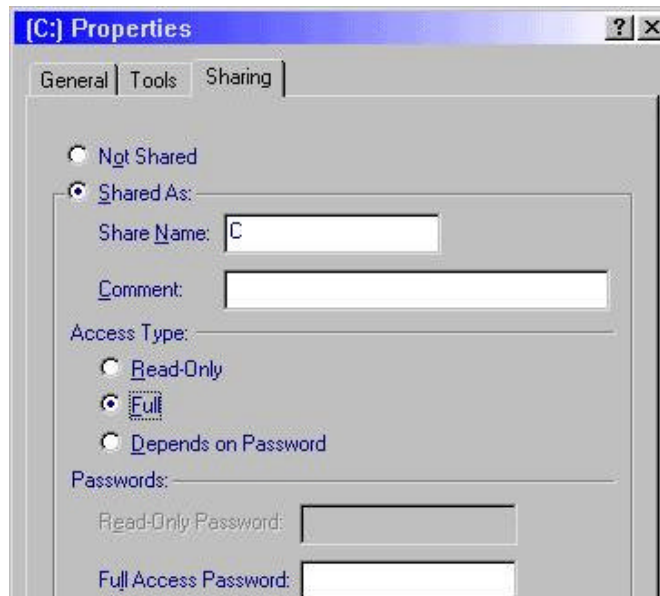 (C:) Properties
General Tools Sharing
Not Shared
Shared As:
Share Name: C
Comment:
Access Type:
Read-Only
Full
Depends on Password
Passwords:
Read-Only Password:
Full Access Password: